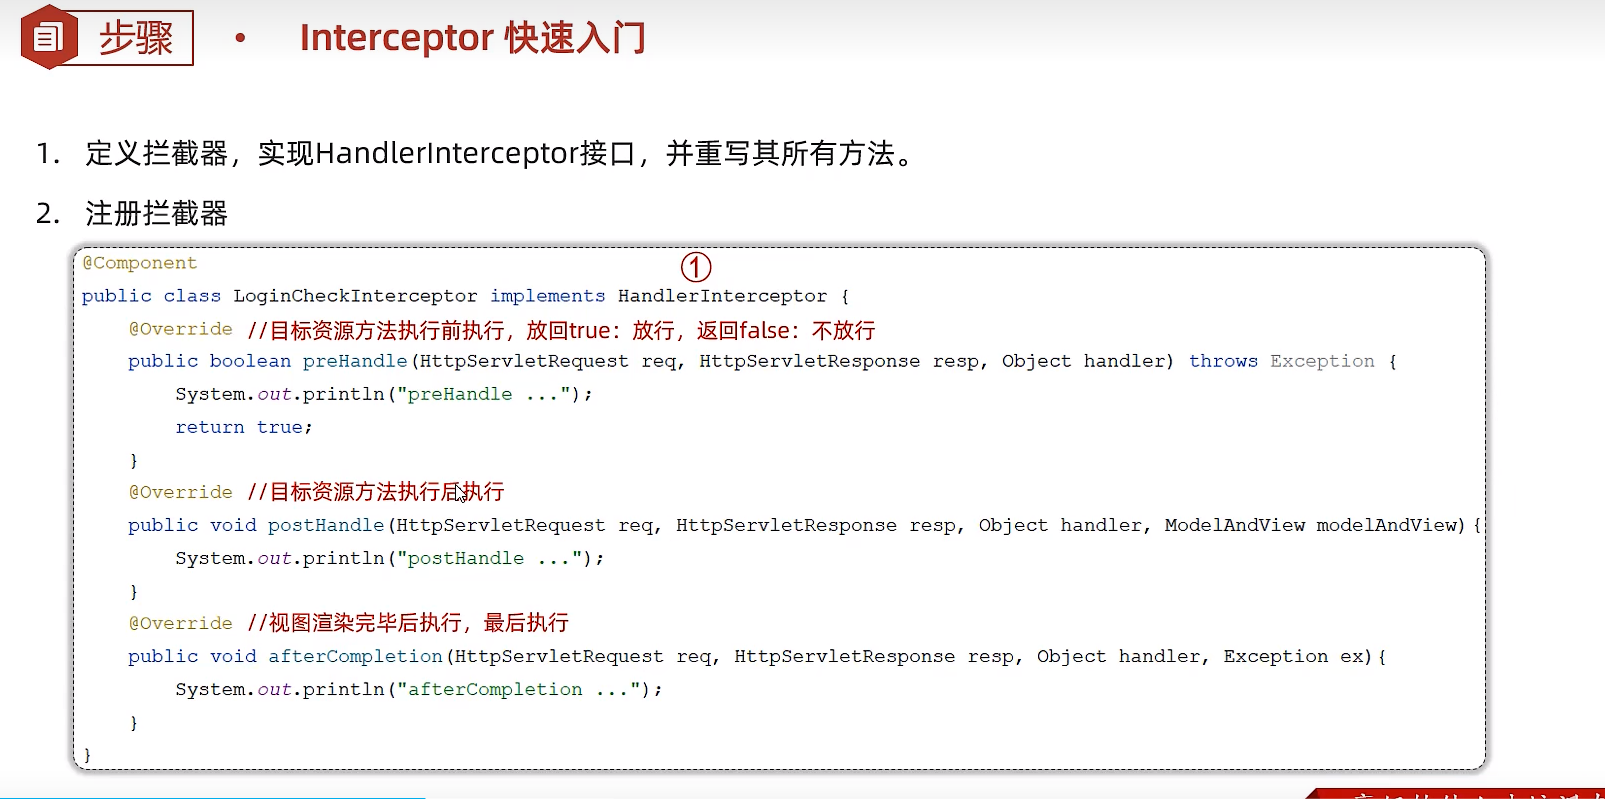 步骤 • Interceptor 快速入门
1. 定义拦截器，实现HandlerInterceptor接口，并重写其所有方法。
2. 注册拦截器
@Component
①
public class LoginCheckInterceptor implements HandlerInterceptor {
@Override //目标资源方法执行前执行，放回true：放行，返回false：不放行
public boolean preHandle(HttpServletRequest req, HttpServletResponse resp, Object handler) throws Exception {
System.out.println("preHandle ...");
return true;
}
@Override //目标资源方法执行后执行
public void postHandle(HttpServletRequest req, HttpServletResponse resp, Object handler, ModelAndView modelAndView){
System.out.println("postHandle ...");
}
@Override //视图渲染完毕后执行，最后执行
public void afterCompletion(HttpServletRequest req, HttpServletResponse resp, Object handler, Exception ex){
System.out.println("afterCompletion ...");
}
}